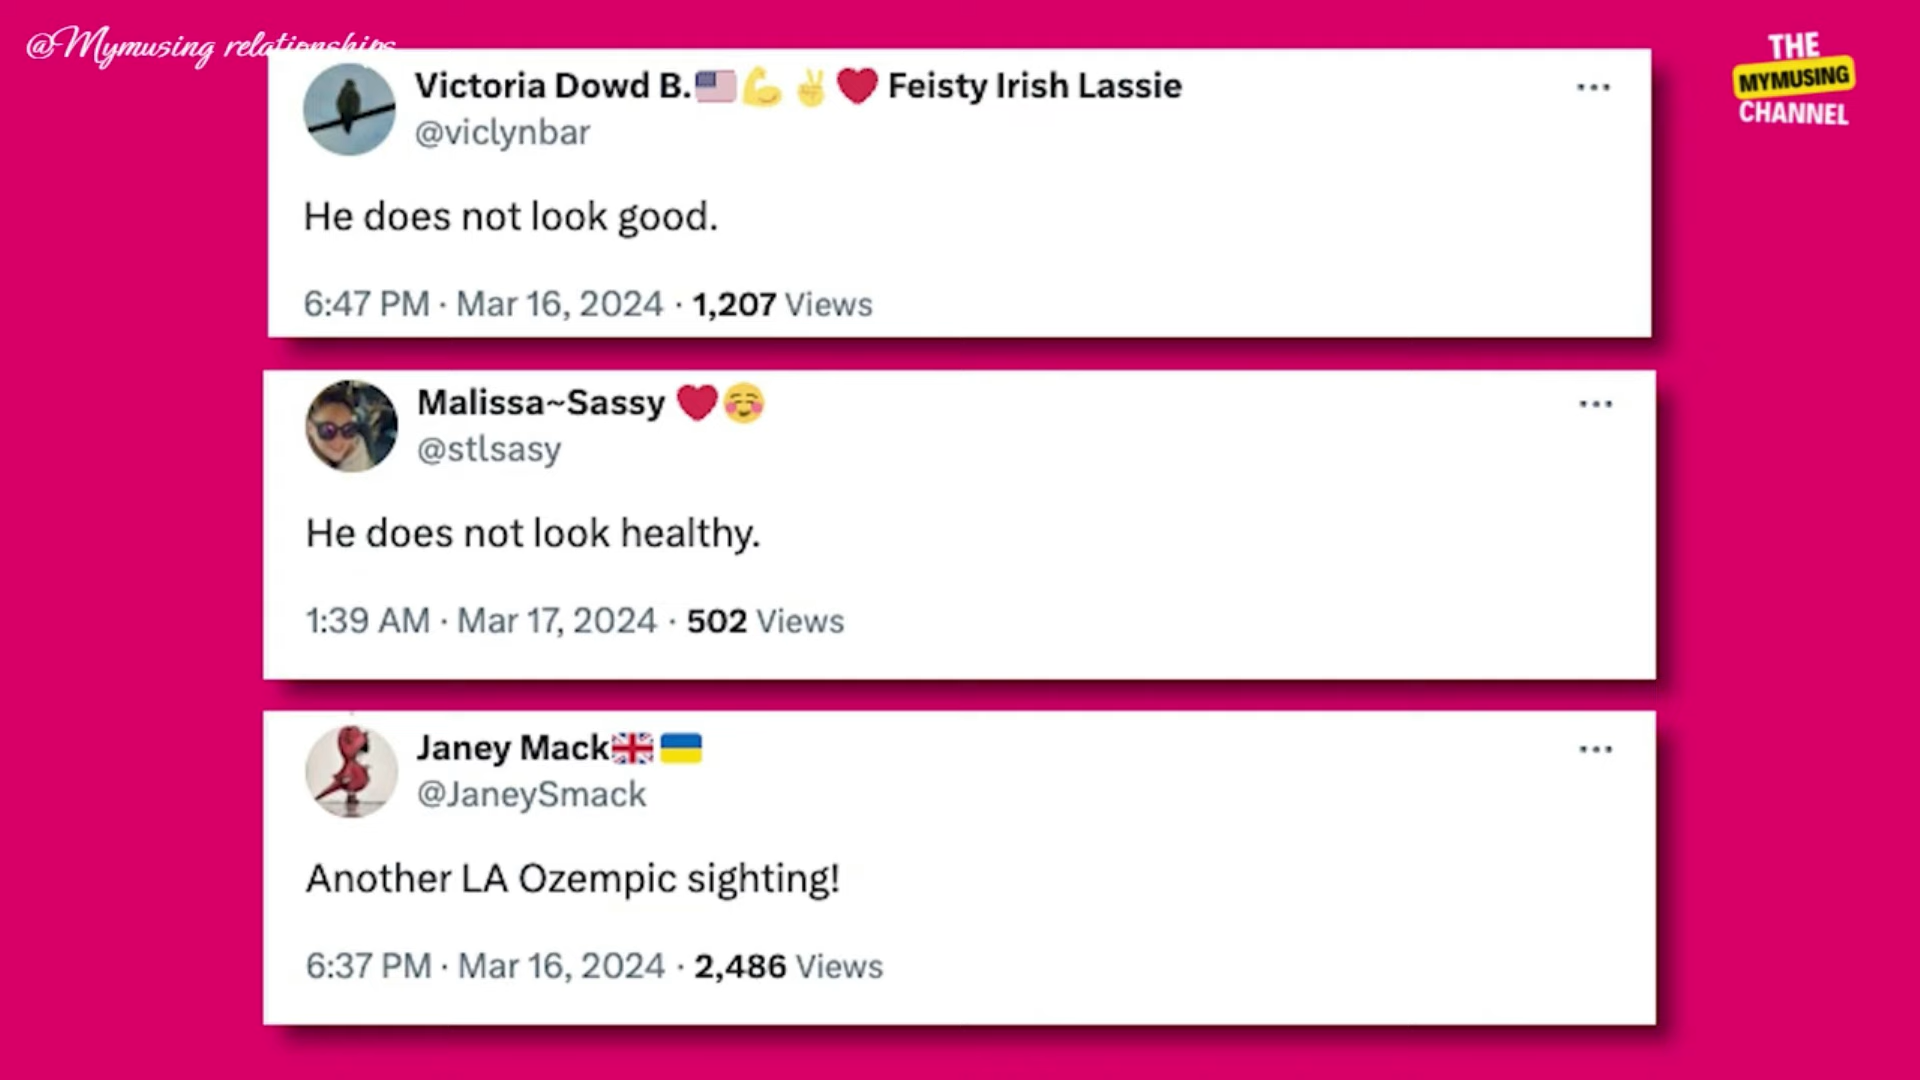 @Mymusing relationships
THE
MYMUSING
CHANNEL
Victoria Dowd B.🇺🇸💪✌️❤️ Feisty Irish Lassie
@viclynbar
He does not look good.
6:47 PM · Mar 16, 2024 · 1,207 Views
Malissa~Sassy ❤️☺️
@stlsasy
He does not look healthy.
1:39 AM · Mar 17, 2024 · 502 Views
Janey Mack🇬🇧🇺🇦
@JaneySmack
Another LA Ozempic sighting!
6:37 PM · Mar 16, 2024 · 2,486 Views